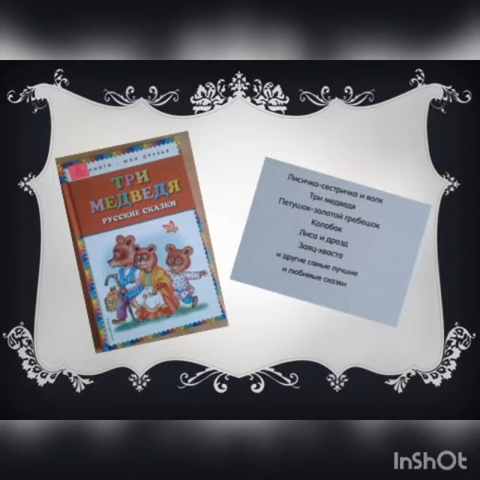 КНИГИ - МОИ ДРУЗЬЯ
ТРИ
МЕДВЕДЯ
РУССКИЕ СКАЗКИ
Лисичка-сестричка и волк
Три медведя
Петушок-золотой гребешок
Колобок
Лиса и дрозд
Заяц-хваста
и другие самые лучшие
и любимые сказки
InShOt